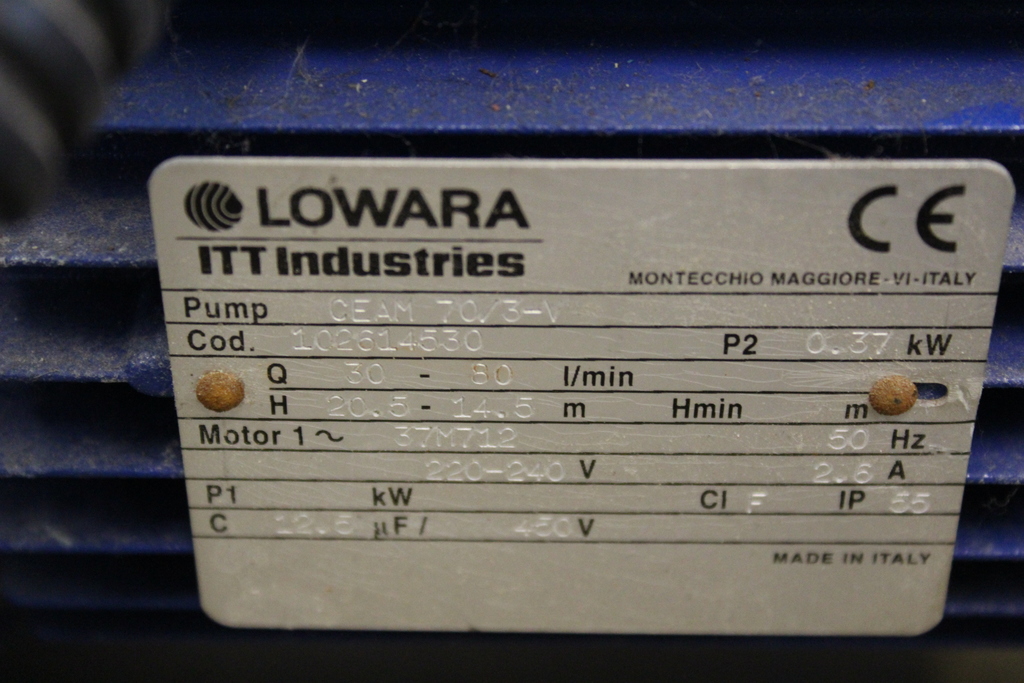 LOWARA
CE
ITT Industries
MONTECCHIO MAGGIORE-VI-ITALY
Pump CEAM 70/3-V
Cod. 102614530 P2 0.37 kW
Q 30 - 80 l/min
H 20.5 - 14.5 m Hmin m
Motor 1 ~ 37M712 50 Hz
220-240 V 2.6 A
P1 kW Cl F IP 55
C 12.5 µF / 450 V
MADE IN ITALY